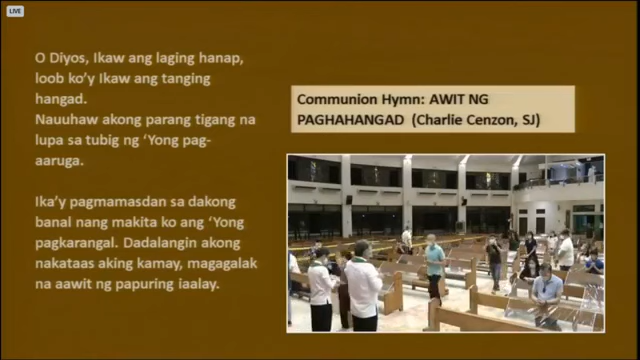 LIVE
O Diyos, Ikaw ang laging hanap,
loob ko'y Ikaw ang tanging
hangad.
Nauuhaw akong parang tigang na
lupa sa tubig ng 'Yong pag-
aaruga.
Ika'y pagmamasdan sa dakong
banal nang makita ko ang 'Yong
pagkarangal. Dadalangin akong
nakataas aking kamay, magagalak
na aawit ng papuring iaalay.
Communion Hymn: AWIT NG
PAGHAHANGAD (Charlie Cenzon, SJ)